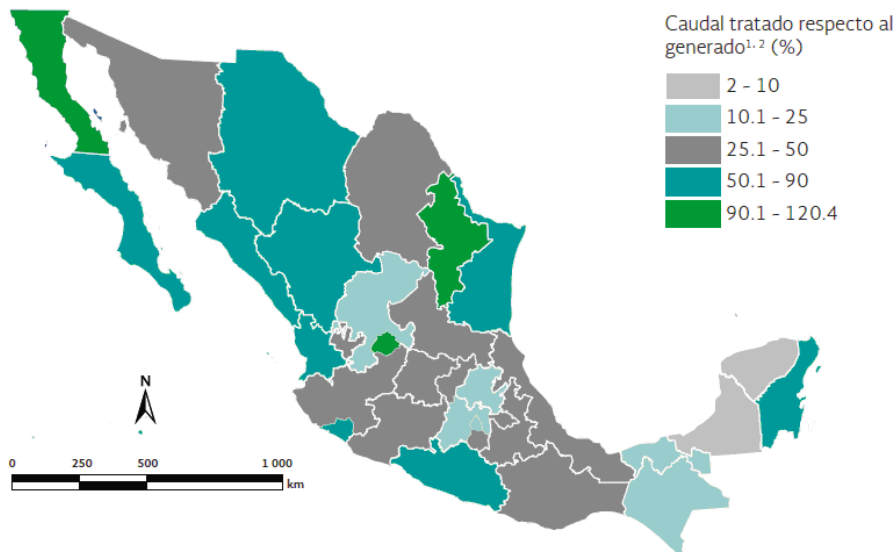 Caudal tratado respecto al
generado¹,² (%)
2 - 10
10.1 - 25
25.1 - 50
50.1 - 90
90.1 - 120.4
N
0 250 500 1 000
km